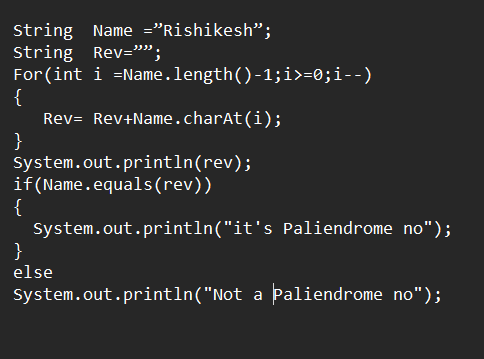 String  Name =”Rishikesh”;
String  Rev=””;
For(int i =Name.length()-1;i>=0;i--)
{
   Rev= Rev+Name.charAt(i);
}
System.out.println(rev);
if(Name.equals(rev))
{
  System.out.println("it's Paliendrome no");
}
else
System.out.println("Not a Paliendrome no");